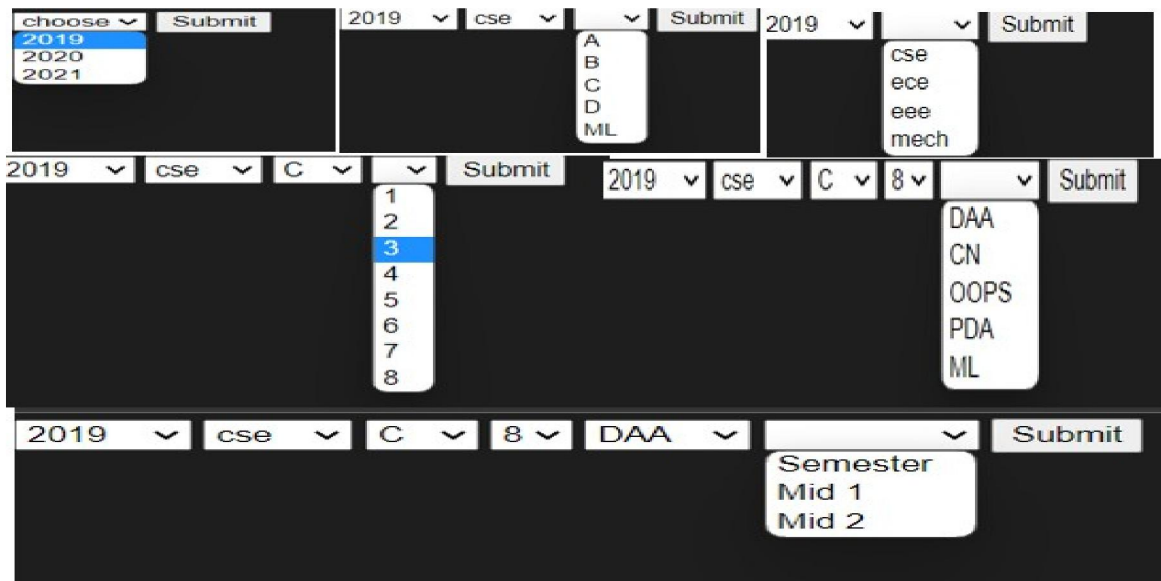 choose Submit
2019
2020
2021
2019 cse Submit
A
B
C
D
ML
2019 Submit
cse
ece
eee
mech
2019 cse C Submit
1
2
3
4
5
6
7
8
2019 cse C 8 Submit
DAA
CN
OOPS
PDA
ML
2019 cse C 8 DAA Submit
Semester
Mid 1
Mid 2